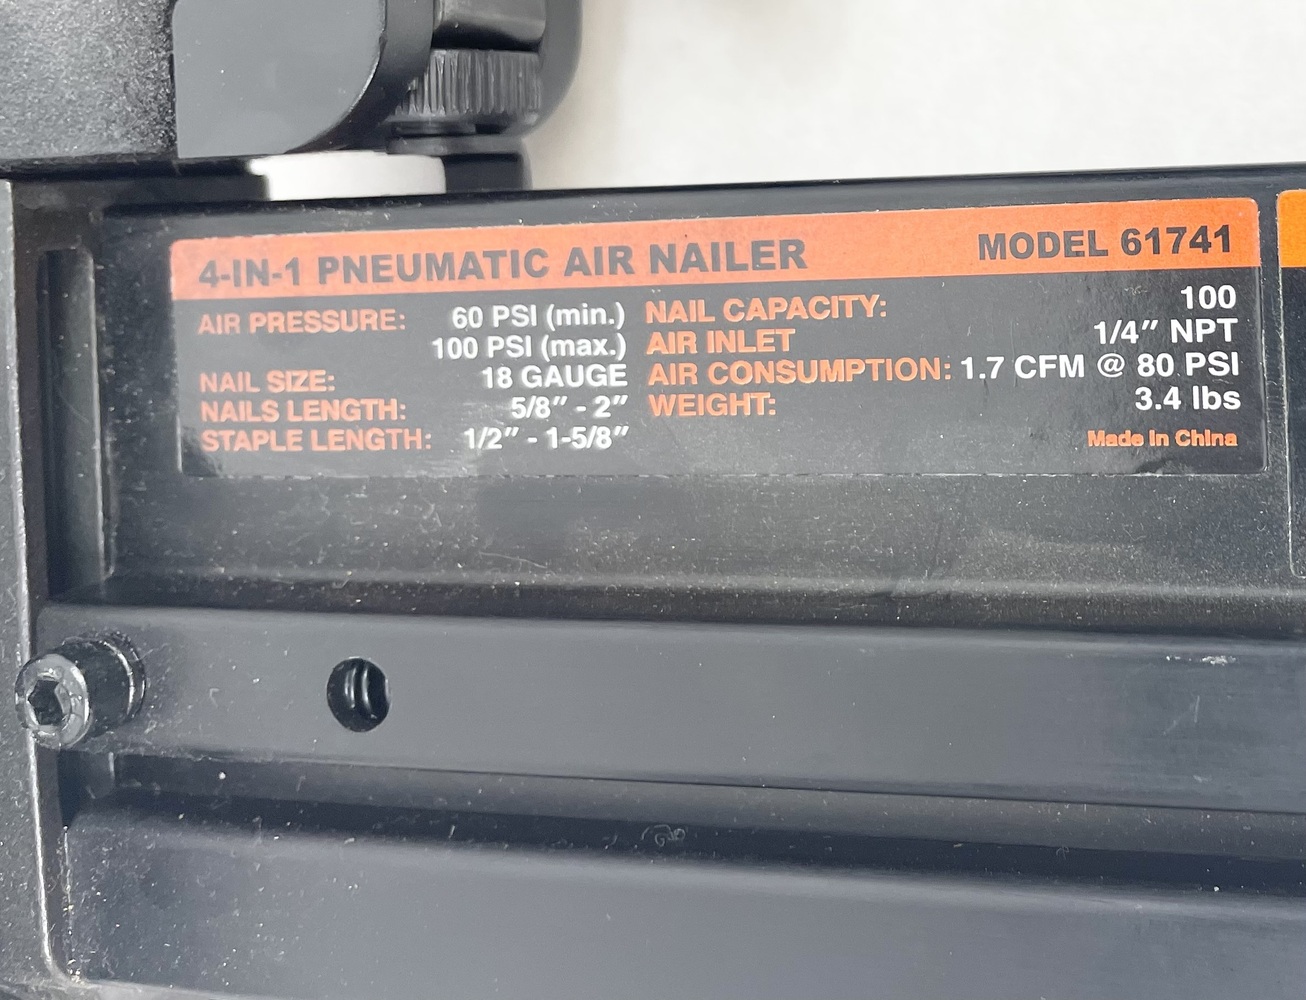 4-IN-1 PNEUMATIC AIR NAILER MODEL 61741
AIR PRESSURE: 60 PSI (min.) NAIL CAPACITY: 100
100 PSI (max.) AIR INLET 1/4″ NPT
NAIL SIZE: 18 GAUGE AIR CONSUMPTION: 1.7 CFM @ 80 PSI
NAILS LENGTH: 5/8″ - 2″ WEIGHT: 3.4 lbs
STAPLE LENGTH: 1/2″ - 1-5/8″ Made in China